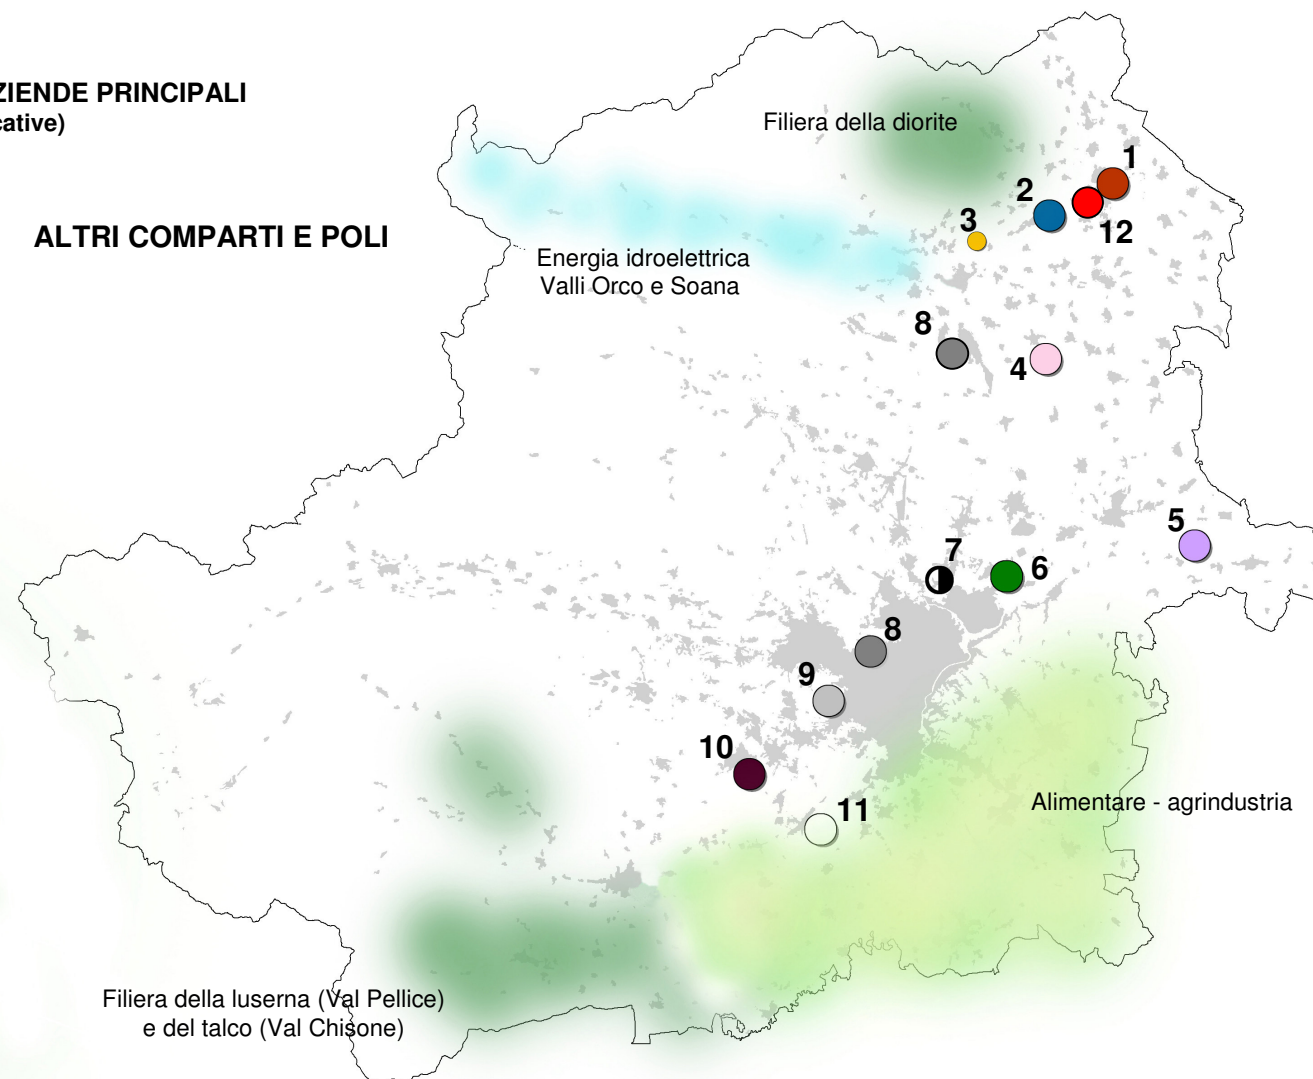 ZIENDE PRINCIPALI
cative)
Filiera della diorite
1
2
12
3
ALTRI COMPARTI E POLI
Energia idroelettrica
Valli Orco e Soana
8
4
5
7
6
8
9
10
11
Alimentare - agrindustria
Filiera della luserna (Val Pellice)
e del talco (Val Chisone)